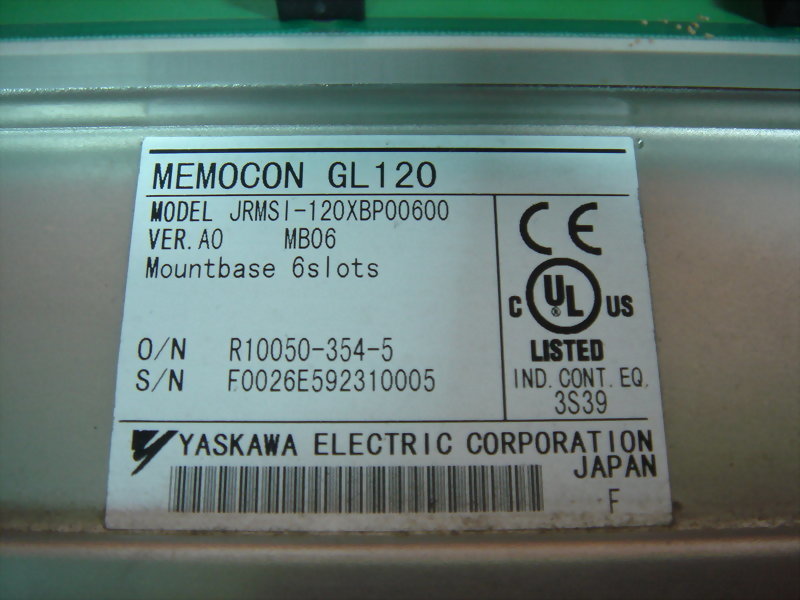 MEMOCON GL120
MODEL JRMSI-120XBP00600
VER. A0 MB06
Mountbase 6slots
O/N R10050-354-5
S/N F0026E592310005
CE
C UL US
®
LISTED
IND. CONT. EQ.
3S39
YASKAWA ELECTRIC CORPORATION
JAPAN
F